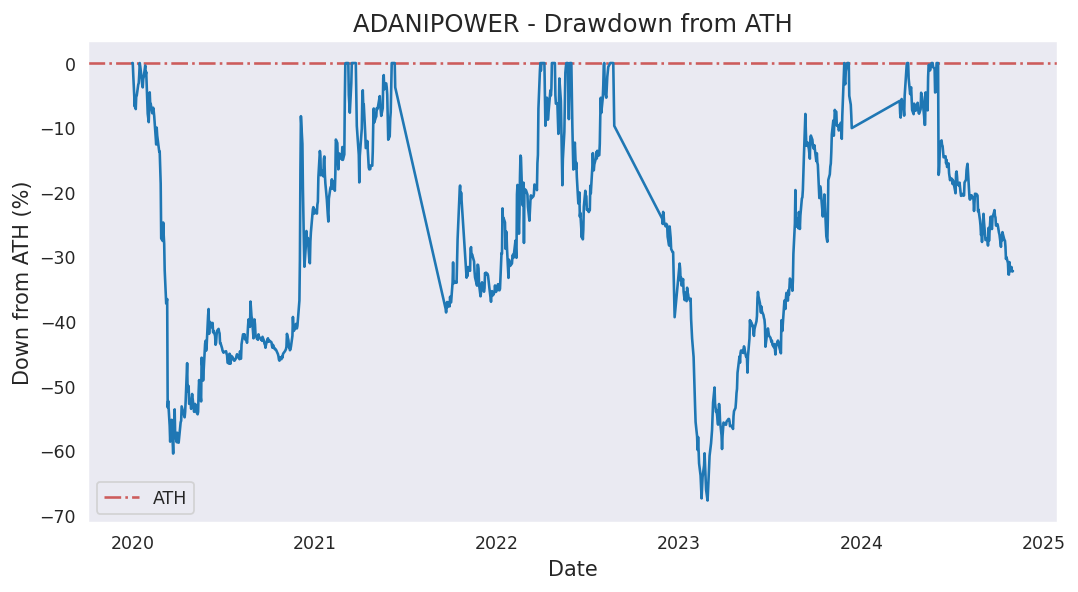 ADANIPOWER - Drawdown from ATH
Down from ATH (%)
0
−10
−20
−30
−40
−50
−60
−70
ATH
2020 2021 2022 2023 2024 2025
Date